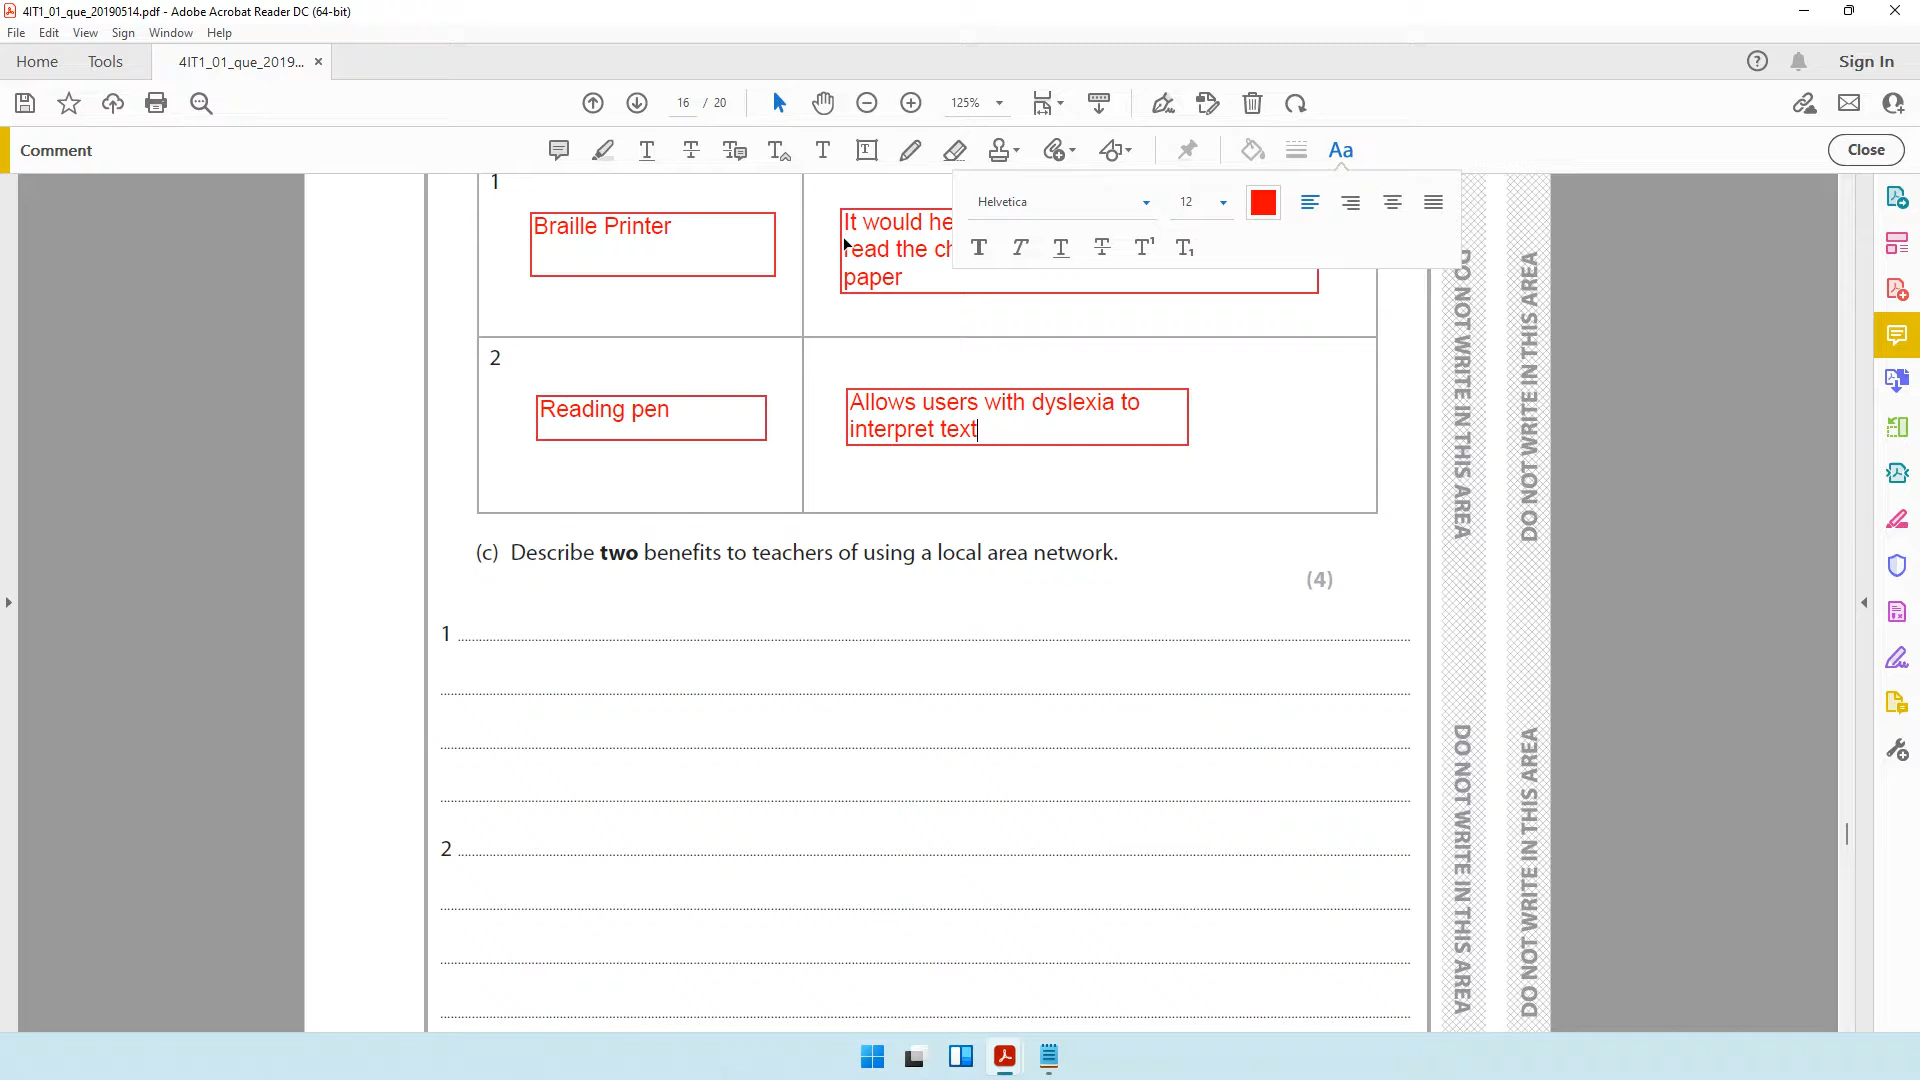 4IT1_01_que_20190514.pdf - Adobe Acrobat Reader DC (64-bit)
File Edit View Sign Window Help
Home Tools 4IT1_01_que_2019... × Sign In
16 / 20 125%
Comment Close
Helvetica 12
1
Braille Printer
It would he
read the ch
paper
2
Reading pen
Allows users with dyslexia to
interpret text
(c) Describe two benefits to teachers of using a local area network.
(4)
1
2
DO NOT WRITE IN THIS AREA
DO NOT WRITE IN THIS AREA
DO NOT WRITE IN THIS AREA
DO NOT WRITE IN THIS AREA